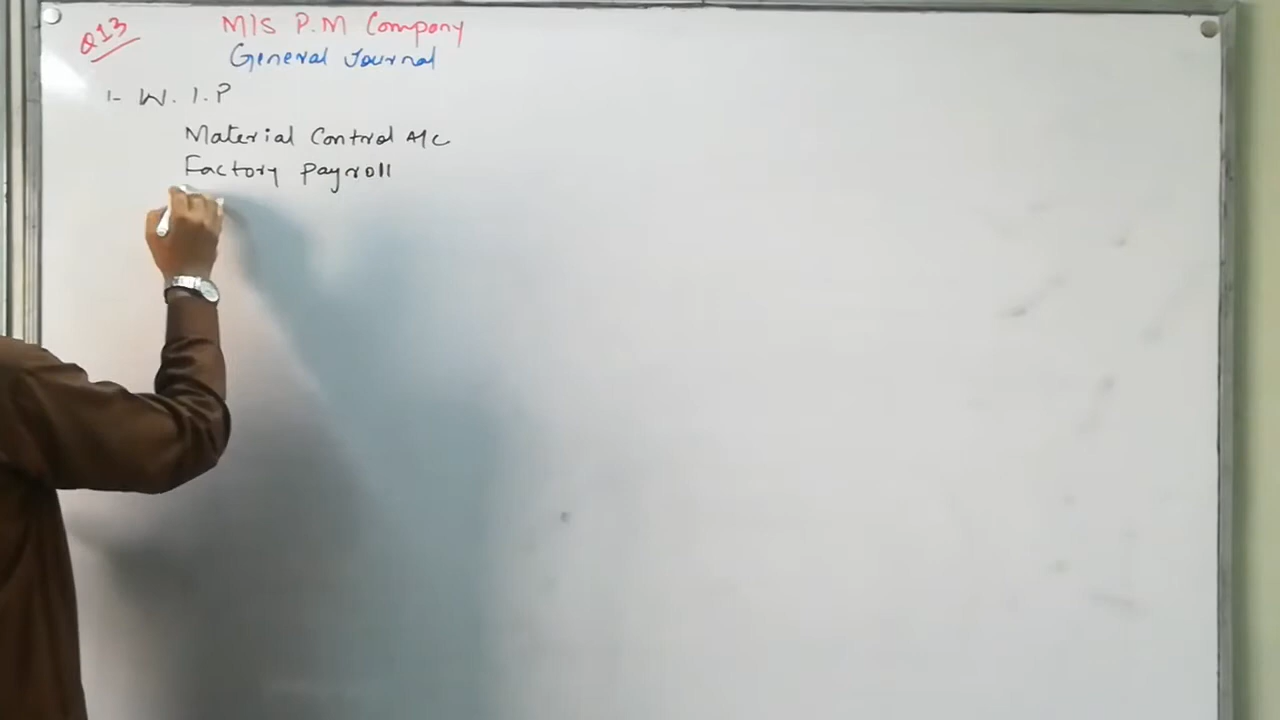 Q13
M/S P.M Company
General Journal
1- W.I.P
Material Control A/C
Factory Payroll